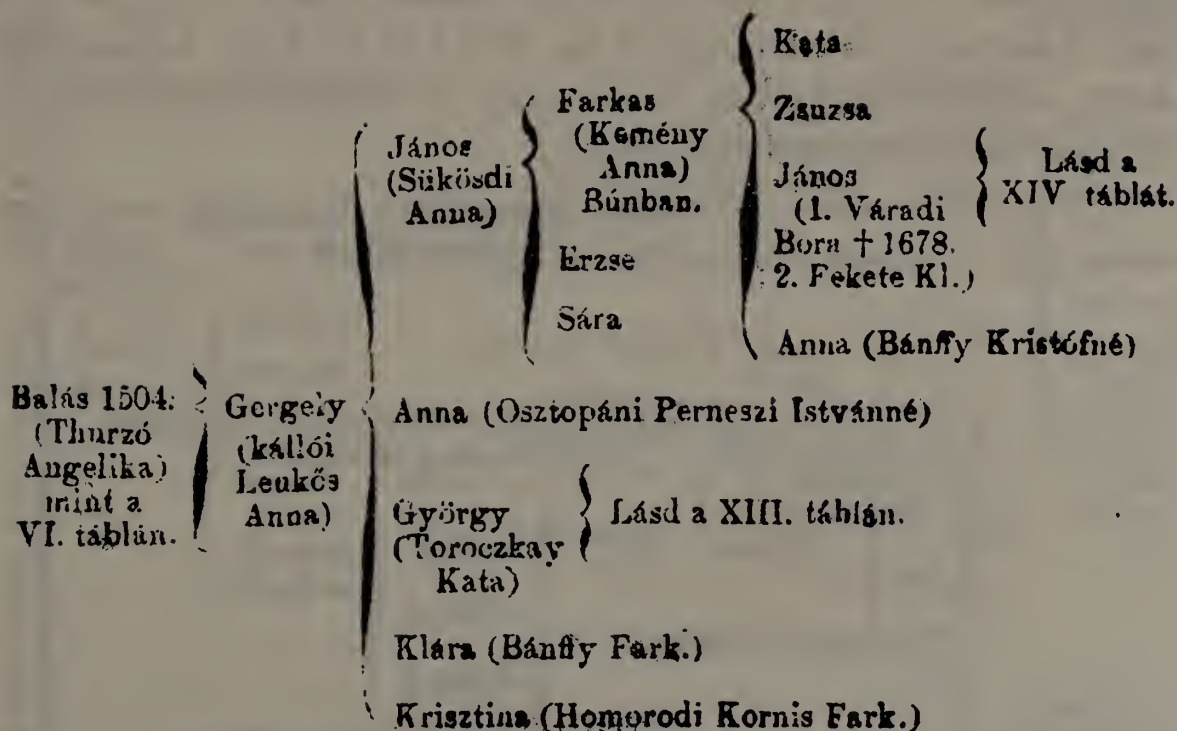 Balás 1504.
(Thurzó
Angelika)
mint a
VI. táblán.
Gergely
(kállói
Leukős
Anna)
János
(Sükösdi
Anna)
Farkas
(Kemény
Anna)
Búnban.
Kata
Zsuzsa
János
(1. Váradi
Bora † 1678.
2. Fekete Kl.)
Lásd a
XIV táblát.
Anna (Bánffy Kristófné)
Erzse
Sára
Anna (Osztopáni Perneszi Istvánné)
György
(Toroczkay
Kata)
Lásd a XIII. táblán.
Klára (Bánffy Fark.)
Krisztina (Homorodi Kornis Fark.)